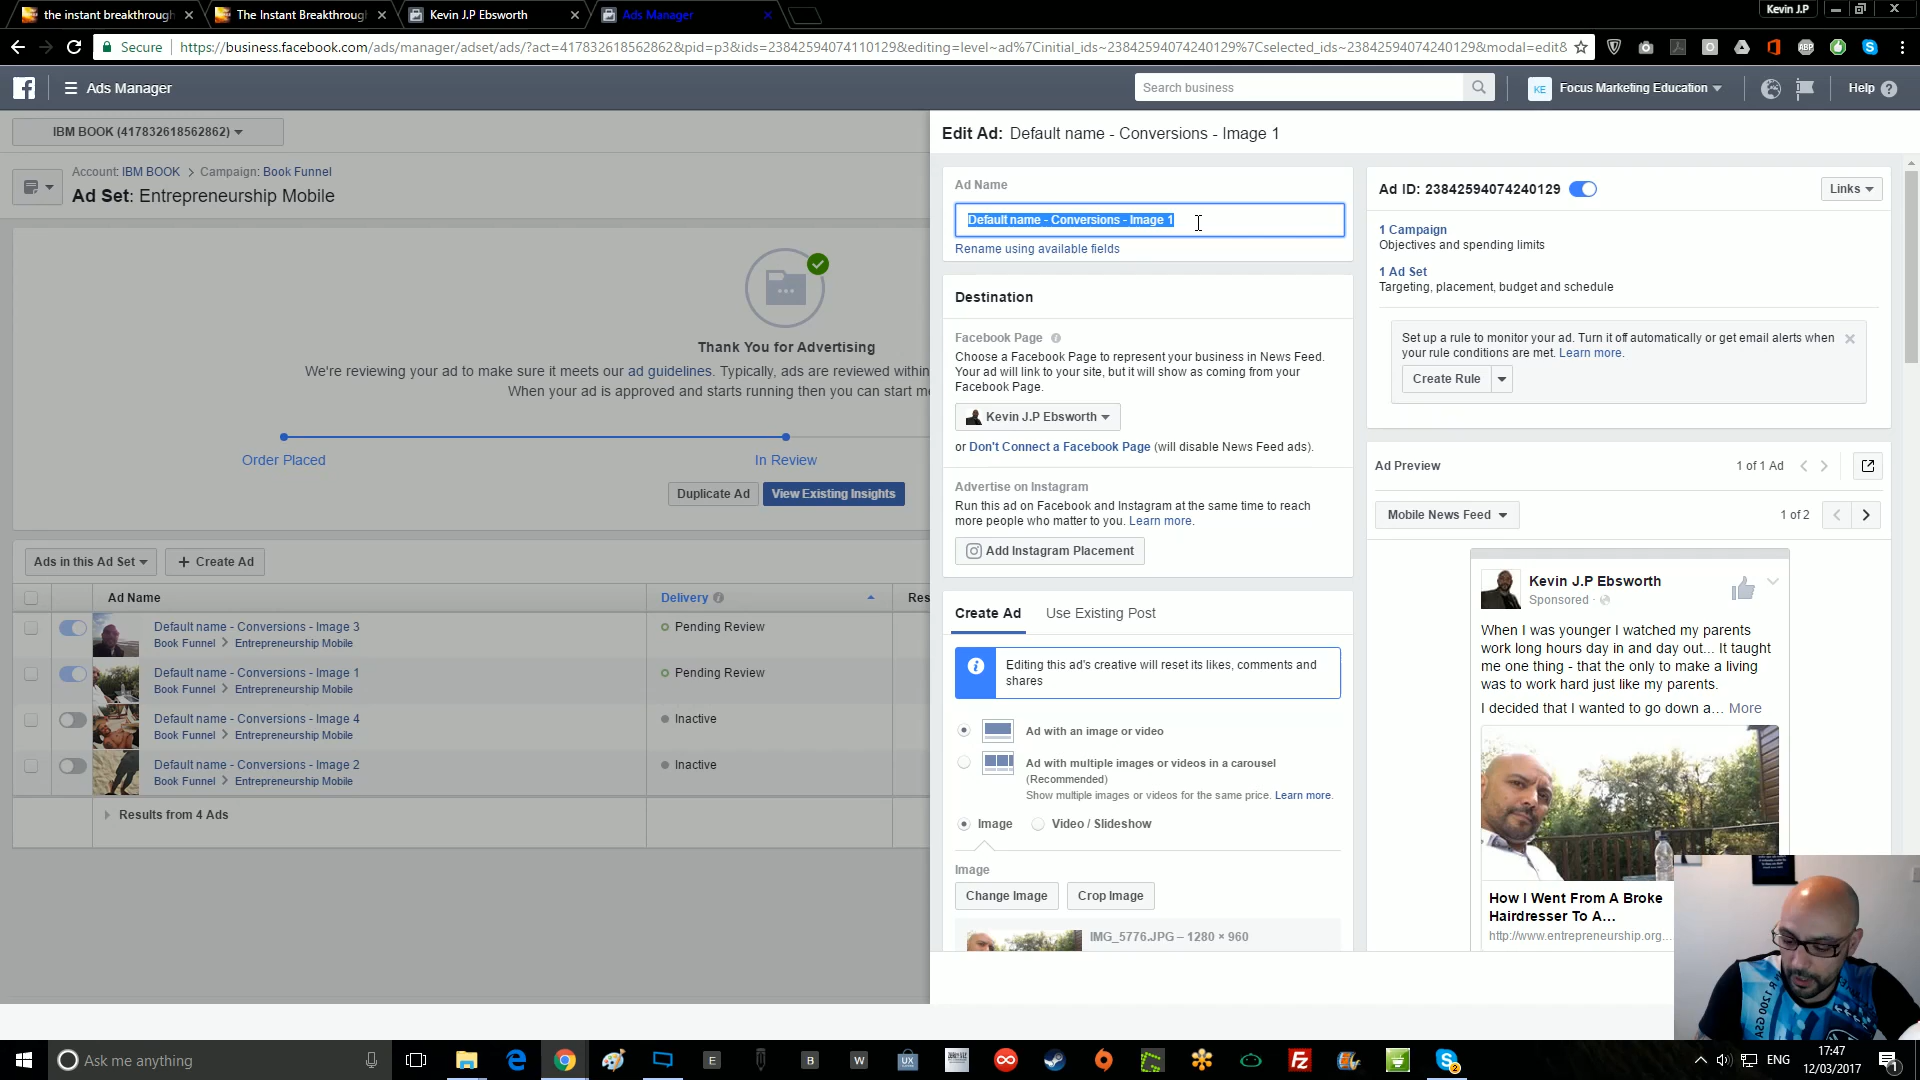 the instant breakthrough
The Instant Breakthroug
Kevin J.P Ebsworth
Ads Manager
Kevin J.P
Secure
https://business.facebook.com/ads/manager/adset/ads/?act=417832618562862&pid=p3&ids=23842594074110129&editing=level~ad%7Cinitial_ids~23842594074240129%7Cselected_ids~23842594074240129&modal=edit&
Ads Manager
Search business
KE
Focus Marketing Education
Help
IBM BOOK (417832618562862)
Account: IBM BOOK > Campaign: Book Funnel
Ad Set: Entrepreneurship Mobile
Thank You for Advertising
We're reviewing your ad to make sure it meets our ad guidelines. Typically, ads are reviewed within
When your ad is approved and starts running then you can start m
Order Placed
In Review
Duplicate Ad
View Existing Insights
Ads in this Ad Set
+ Create Ad
Ad Name
Delivery
Res
Default name - Conversions - Image 3
Book Funnel > Entrepreneurship Mobile
Pending Review
Default name - Conversions - Image 1
Book Funnel > Entrepreneurship Mobile
Pending Review
Default name - Conversions - Image 4
Book Funnel > Entrepreneurship Mobile
Inactive
Default name - Conversions - Image 2
Book Funnel > Entrepreneurship Mobile
Inactive
Results from 4 Ads
Edit Ad: Default name - Conversions - Image 1
Ad Name
Default name - Conversions - Image 1
Rename using available fields
Destination
Facebook Page
Choose a Facebook Page to represent your business in News Feed.
Your ad will link to your site, but it will show as coming from your
Facebook Page.
Kevin J.P Ebsworth
or Don't Connect a Facebook Page (will disable News Feed ads).
Advertise on Instagram
Run this ad on Facebook and Instagram at the same time to reach
more people who matter to you. Learn more.
Add Instagram Placement
Create Ad
Use Existing Post
Editing this ad's creative will reset its likes, comments and
shares
Ad with an image or video
Ad with multiple images or videos in a carousel
(Recommended)
Show multiple images or videos for the same price. Learn more.
Image
Video / Slideshow
Image
Change Image
Crop Image
IMG_5776.JPG – 1280 × 960
Ad ID: 23842594074240129
Links
1 Campaign
Objectives and spending limits
1 Ad Set
Targeting, placement, budget and schedule
Set up a rule to monitor your ad. Turn it off automatically or get email alerts when
your rule conditions are met. Learn more.
Create Rule
Ad Preview
1 of 1 Ad
Mobile News Feed
1 of 2
Kevin J.P Ebsworth
Sponsored ·
When I was younger I watched my parents
work long hours day in and day out... It taught
me one thing - that the only to make a living
was to work hard just like my parents.
I decided that I wanted to go down a... More
How I Went From A Broke
Hairdresser To A...
http://www.entrepreneurship.org...
Ask me anything
E
B
W
UX
ENG
17:47
12/03/2017
1